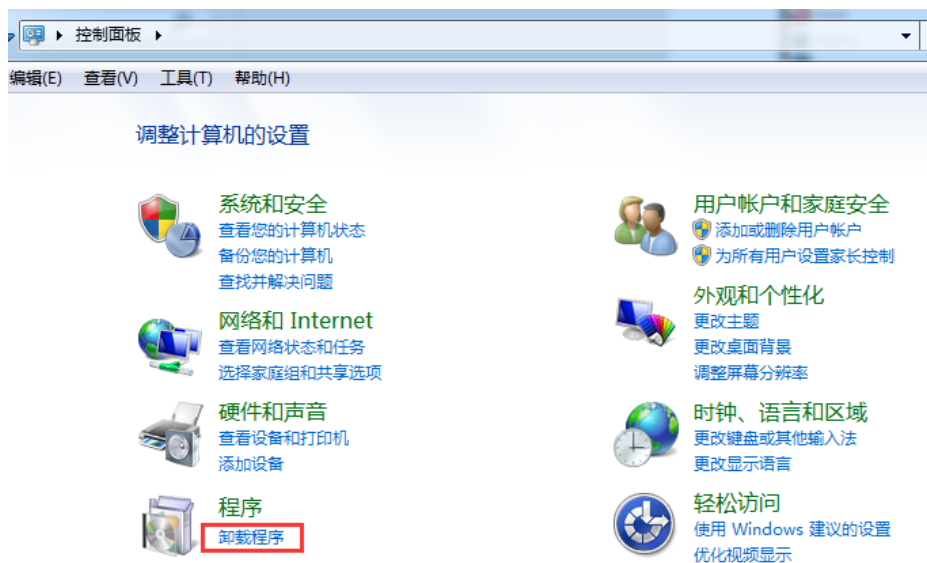 控制面板
编辑(E) 查看(V) 工具(T) 帮助(H)
调整计算机的设置
系统和安全
查看您的计算机状态
备份您的计算机
查找并解决问题
网络和 Internet
查看网络状态和任务
选择家庭组和共享选项
硬件和声音
查看设备和打印机
添加设备
程序
卸载程序
用户帐户和家庭安全
添加或删除用户帐户
为所有用户设置家长控制
外观和个性化
更改主题
更改桌面背景
调整屏幕分辨率
时钟、语言和区域
更改键盘或其他输入法
更改显示语言
轻松访问
使用 Windows 建议的设置
优化视频显示